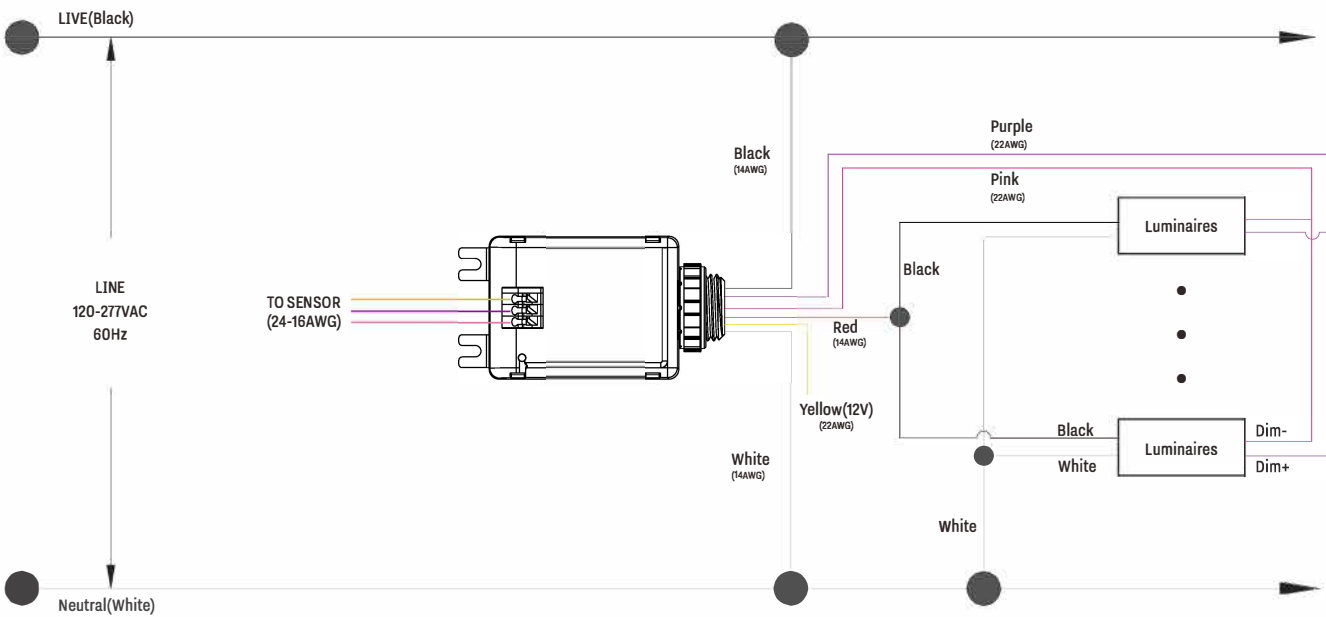 LIVE(Black)
Purple
(22AWG)
Black
(14AWG)
Pink
(22AWG)
Luminaires
Black
LINE
120-277VAC
60Hz
TO SENSOR
(24-16AWG)
Red
(14AWG)
Yellow(12V)
(22AWG)
Black
Dim-
Luminaires
White
(14AWG)
White
Dim+
White
Neutral(White)